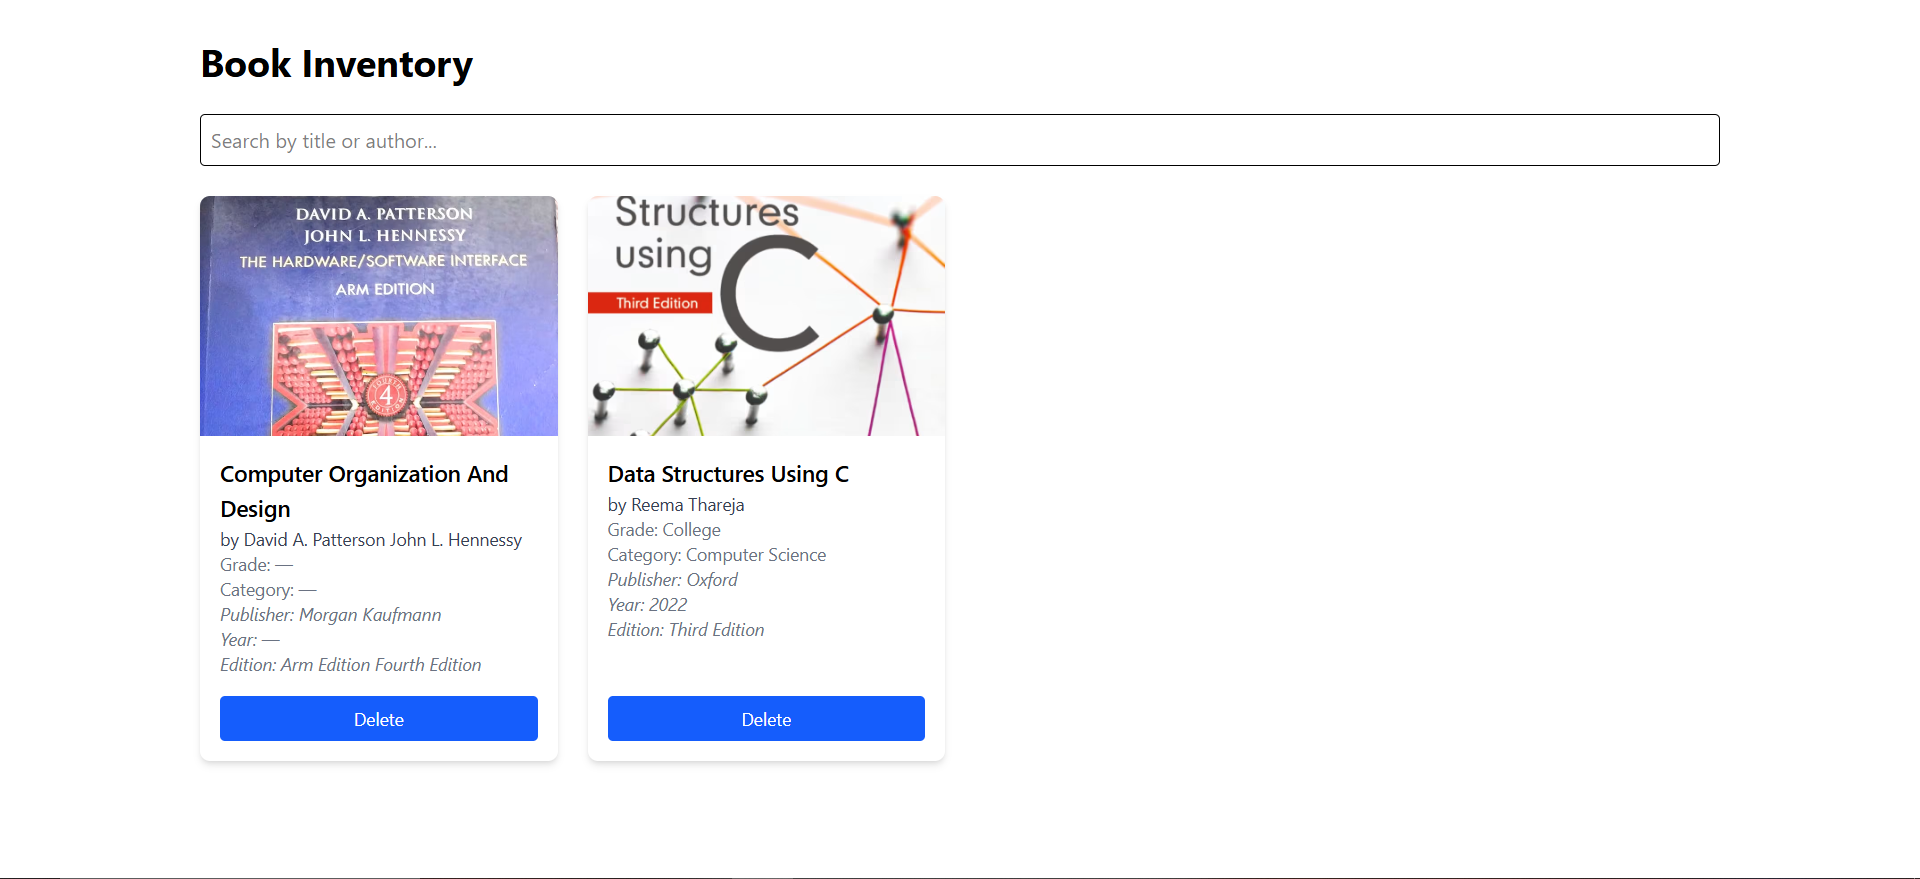 Book Inventory
Search by title or author...
DAVID A. PATTERSON
JOHN L. HENNESSY
THE HARDWARE/SOFTWARE INTERFACE
ARM EDITION
FOURTH
4
EDITION
Computer Organization And
Design
by David A. Patterson John L. Hennessy
Grade: —
Category: —
Publisher: Morgan Kaufmann
Year: —
Edition: Arm Edition Fourth Edition
Delete
Structures
using
C
Third Edition
Data Structures Using C
by Reema Thareja
Grade: College
Category: Computer Science
Publisher: Oxford
Year: 2022
Edition: Third Edition
Delete